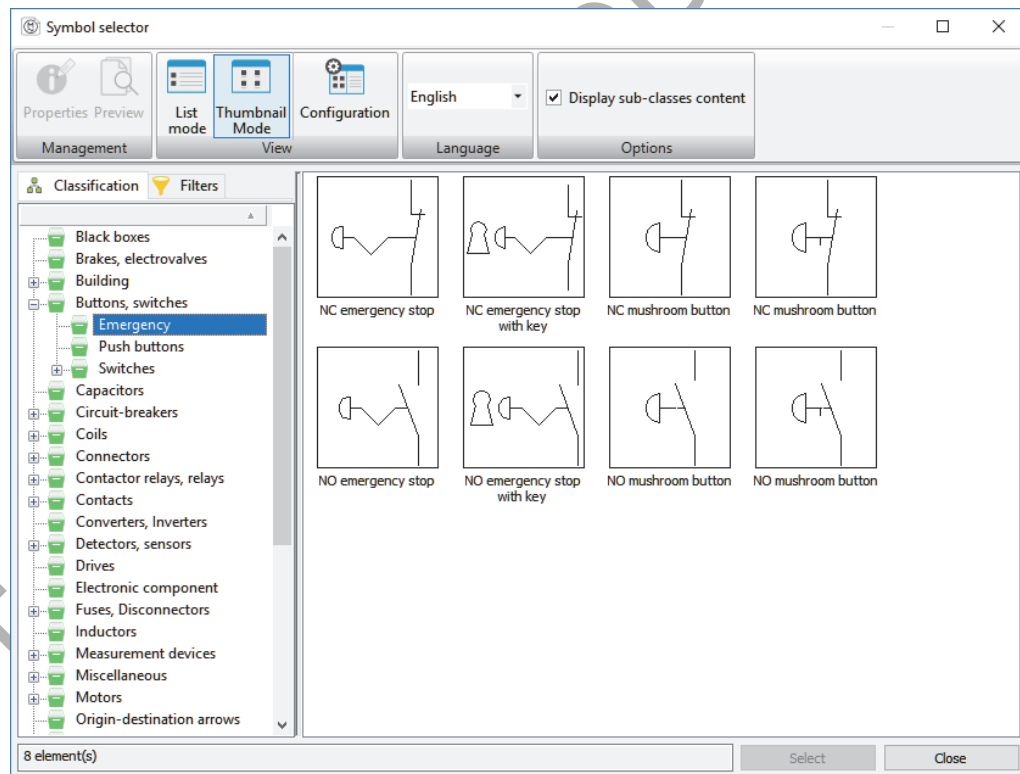 Symbol selector
Properties Preview
List mode
Thumbnail Mode
Configuration
English
Display sub-classes content
Management
View
Language
Options
Classification
Filters
Black boxes
Brakes, electrovalves
Building
Buttons, switches
Emergency
Push buttons
Switches
Capacitors
Circuit-breakers
Coils
Connectors
Contactor relays, relays
Contacts
Converters, Inverters
Detectors, sensors
Drives
Electronic component
Fuses, Disconnectors
Inductors
Measurement devices
Miscellaneous
Motors
Origin-destination arrows
NC emergency stop
NC emergency stop
with key
NC mushroom button
NC mushroom button
NO emergency stop
NO emergency stop
with key
NO mushroom button
NO mushroom button
8 element(s)
Select
Close